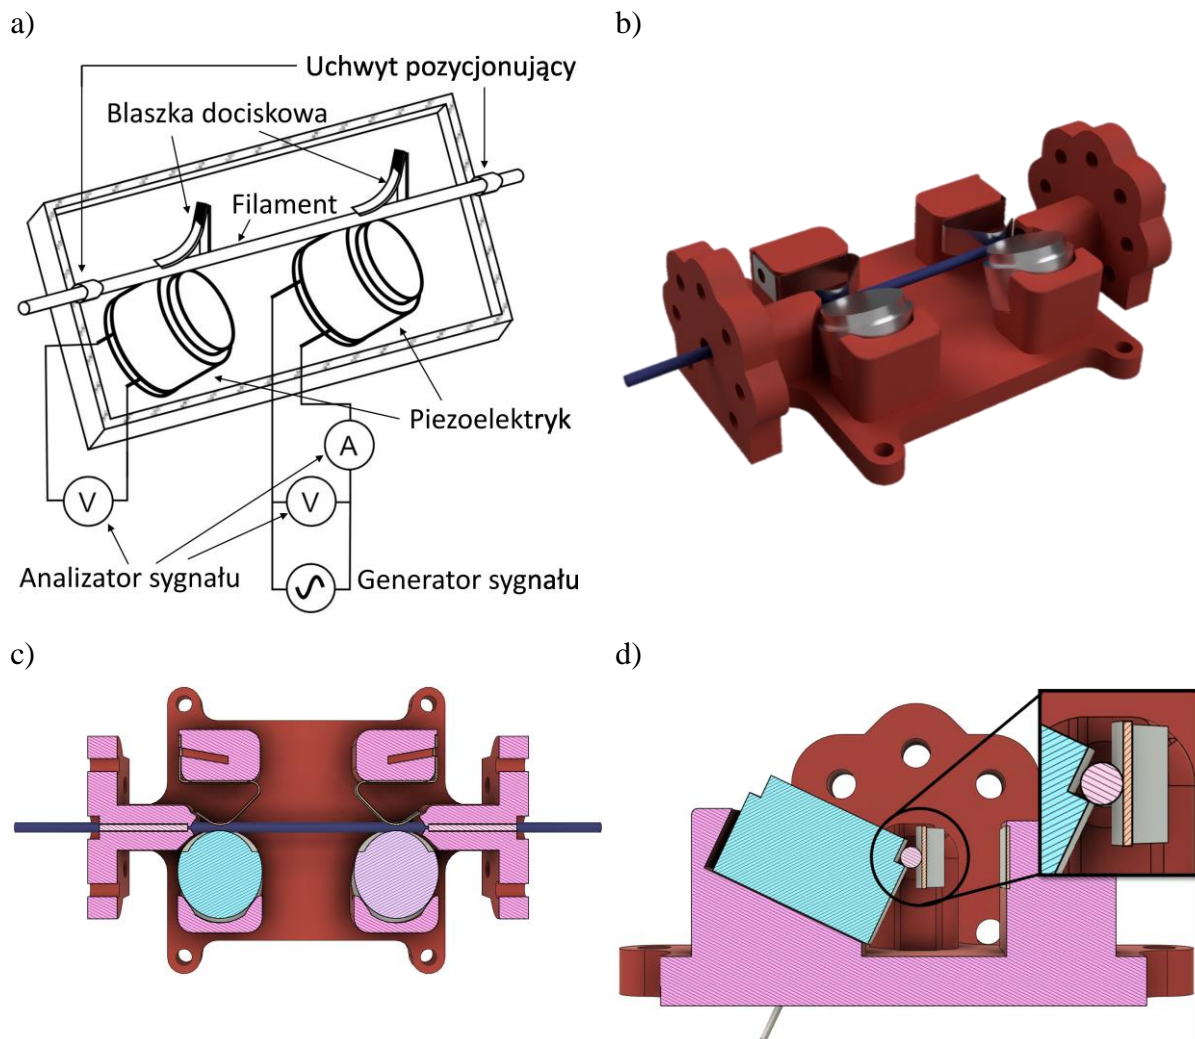 a)
b)
Uchwyt pozycjonujący
Blaszka dociskowa
Filament
Piezoelektryk
A
V
V
Analizator sygnału
Generator sygnału
c)
d)